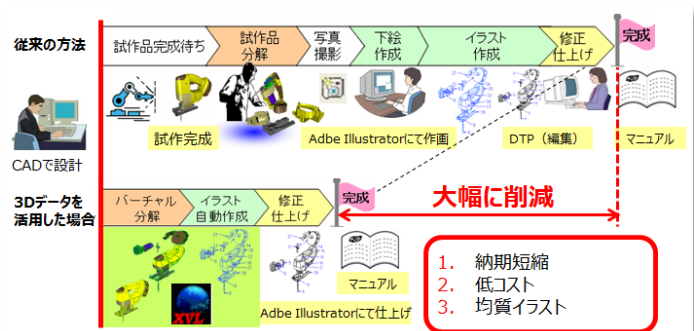 従来の方法
試作品完成待ち
試作品
分解
写真
撮影
下絵
作成
イラスト
作成
修正
仕上げ
完成
試作完成
Adbe Illustratorにて作画
DTP（編集）
マニュアル
CADで設計
3Dデータを
活用した場合
バーチャル
分解
イラスト
自動作成
修正
仕上げ
完成
大幅に削減
XVL
マニュアル
Adbe Illustratorにて仕上げ
1. 納期短縮
2. 低コスト
3. 均質イラスト